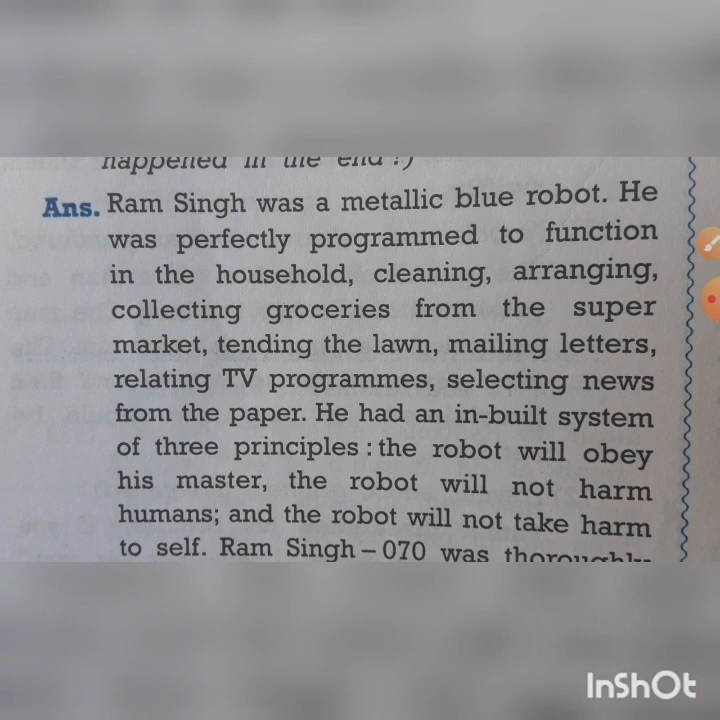 happened in the end?)
Ans. Ram Singh was a metallic blue robot. He
was perfectly programmed to function
in the household, cleaning, arranging,
collecting groceries from the super
market, tending the lawn, mailing letters,
relating TV programmes, selecting news
from the paper. He had an in-built system
of three principles : the robot will obey
his master, the robot will not harm
humans; and the robot will not take harm
to self. Ram Singh – 070 was thoroughly
InShOt